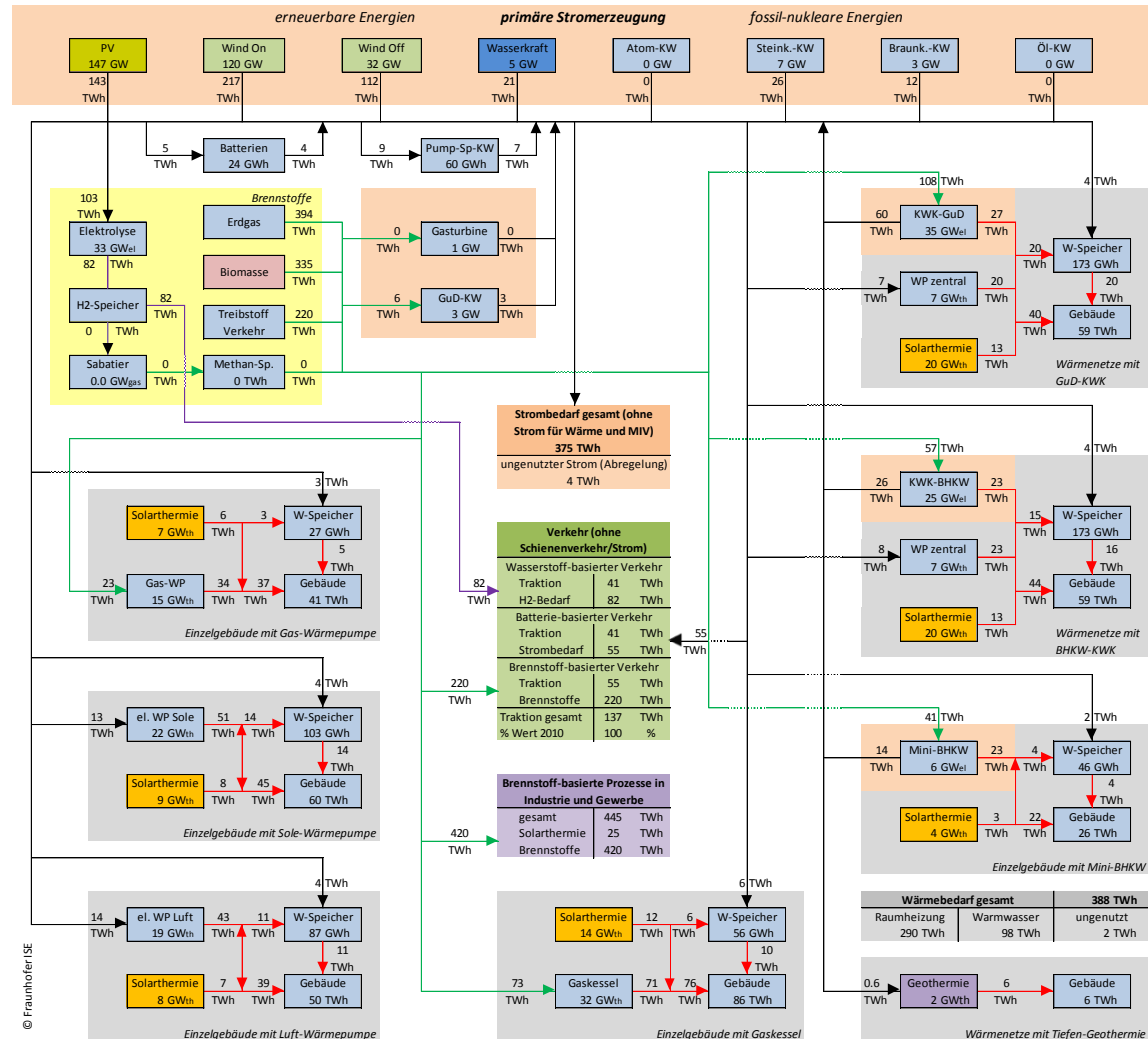 erneuerbare Energien primäre Stromerzeugung fossil-nukleare Energien
PV Wind On Wind Off Wasserkraft Atom-KW Steink.-KW Braunk.-KW Öl-KW
147 GW 120 GW 32 GW 5 GW 0 GW 7 GW 3 GW 0 GW
143 217 112 21 0 26 12 0
TWh TWh TWh TWh TWh TWh TWh TWh
5 Batterien 4 9 Pump-Sp-KW 7
TWh 24 GWh TWh TWh 60 GWh TWh
Brennstoffe
103
TWh
Elektrolyse
33 GWel
82 TWh
H2-Speicher 82
TWh
0 TWh
Sabatier 0
0.0 GWgas TWh
Erdgas 394
TWh
Biomasse 335
TWh
Treibstoff 220
Verkehr TWh
Methan-Sp. 0
0 TWh TWh
0 Gasturbine 0
TWh 1 GW TWh
6 GuD-KW 3
TWh 3 GW TWh
108 TWh 4 TWh
60 KWK-GuD 27
TWh 35 GWel TWh
20 W-Speicher
TWh 173 GWh
7 WP zentral 20 20
TWh 7 GWth TWh TWh
40 Gebäude
TWh 59 TWh
Solarthermie 13
20 GWth TWh
Wärmenetze mit
GuD-KWK
Strombedarf gesamt (ohne
Strom für Wärme und MIV)
375 TWh
ungenutzter Strom (Abregelung)
4 TWh
57 TWh 4 TWh
26 KWK-BHKW 23
TWh 25 GWel TWh
15 W-Speicher
TWh 173 GWh
8 WP zentral 23 16
TWh 7 GWth TWh TWh
44 Gebäude
TWh 59 TWh
Solarthermie 13
20 GWth TWh
Wärmenetze mit
BHKW-KWK
3 TWh
Solarthermie 6 3 W-Speicher
7 GWth TWh 27 GWh
5
TWh
23 Gas-WP 34 37 Gebäude
TWh 15 GWth TWh TWh 41 TWh
Einzelgebäude mit Gas-Wärmepumpe
82
TWh
Verkehr (ohne
Schienenverkehr/Strom)
Wasserstoff-basierter Verkehr
Traktion 41 TWh
H2-Bedarf 82 TWh
Batterie-basierter Verkehr
Traktion 41 TWh
Strombedarf 55 TWh
Brennstoff-basierter Verkehr
Traktion 55 TWh
Brennstoffe 220 TWh
Traktion gesamt 137 TWh
% Wert 2010 100 %
55
TWh
220
TWh
4 TWh
13 el. WP Sole 51 14 W-Speicher
TWh 22 GWth TWh TWh 103 GWh
14
TWh
Solarthermie 8 45 Gebäude
9 GWth TWh TWh 60 TWh
Einzelgebäude mit Sole-Wärmepumpe
41 TWh 2 TWh
14 Mini-BHKW 23 4 W-Speicher
TWh 6 GWel TWh TWh 46 GWh
4
TWh
Solarthermie 3 22 Gebäude
4 GWth TWh TWh 26 TWh
Einzelgebäude mit Mini-BHKW
Brennstoff-basierte Prozesse in
Industrie und Gewerbe
gesamt 445 TWh
Solarthermie 25 TWh
Brennstoffe 420 TWh
420
TWh
4 TWh
14 el. WP Luft 43 11 W-Speicher
TWh 19 GWth TWh TWh 87 GWh
11
TWh
Solarthermie 7 39 Gebäude
8 GWth TWh TWh 50 TWh
Einzelgebäude mit Luft-Wärmepumpe
6 TWh
Solarthermie 12 6 W-Speicher
14 GWth TWh TWh 56 GWh
10
TWh
73 Gaskessel 71 76 Gebäude
TWh 32 GWth TWh TWh 86 TWh
Einzelgebäude mit Gaskessel
Wärmebedarf gesamt 388 TWh
Raumheizung Warmwasser ungenutzt
290 TWh 98 TWh 2 TWh
0.6 Geothermie 6 Gebäude
TWh 2 GWth TWh 6 TWh
Wärmenetze mit Tiefen-Geothermie
© Fraunhofer ISE